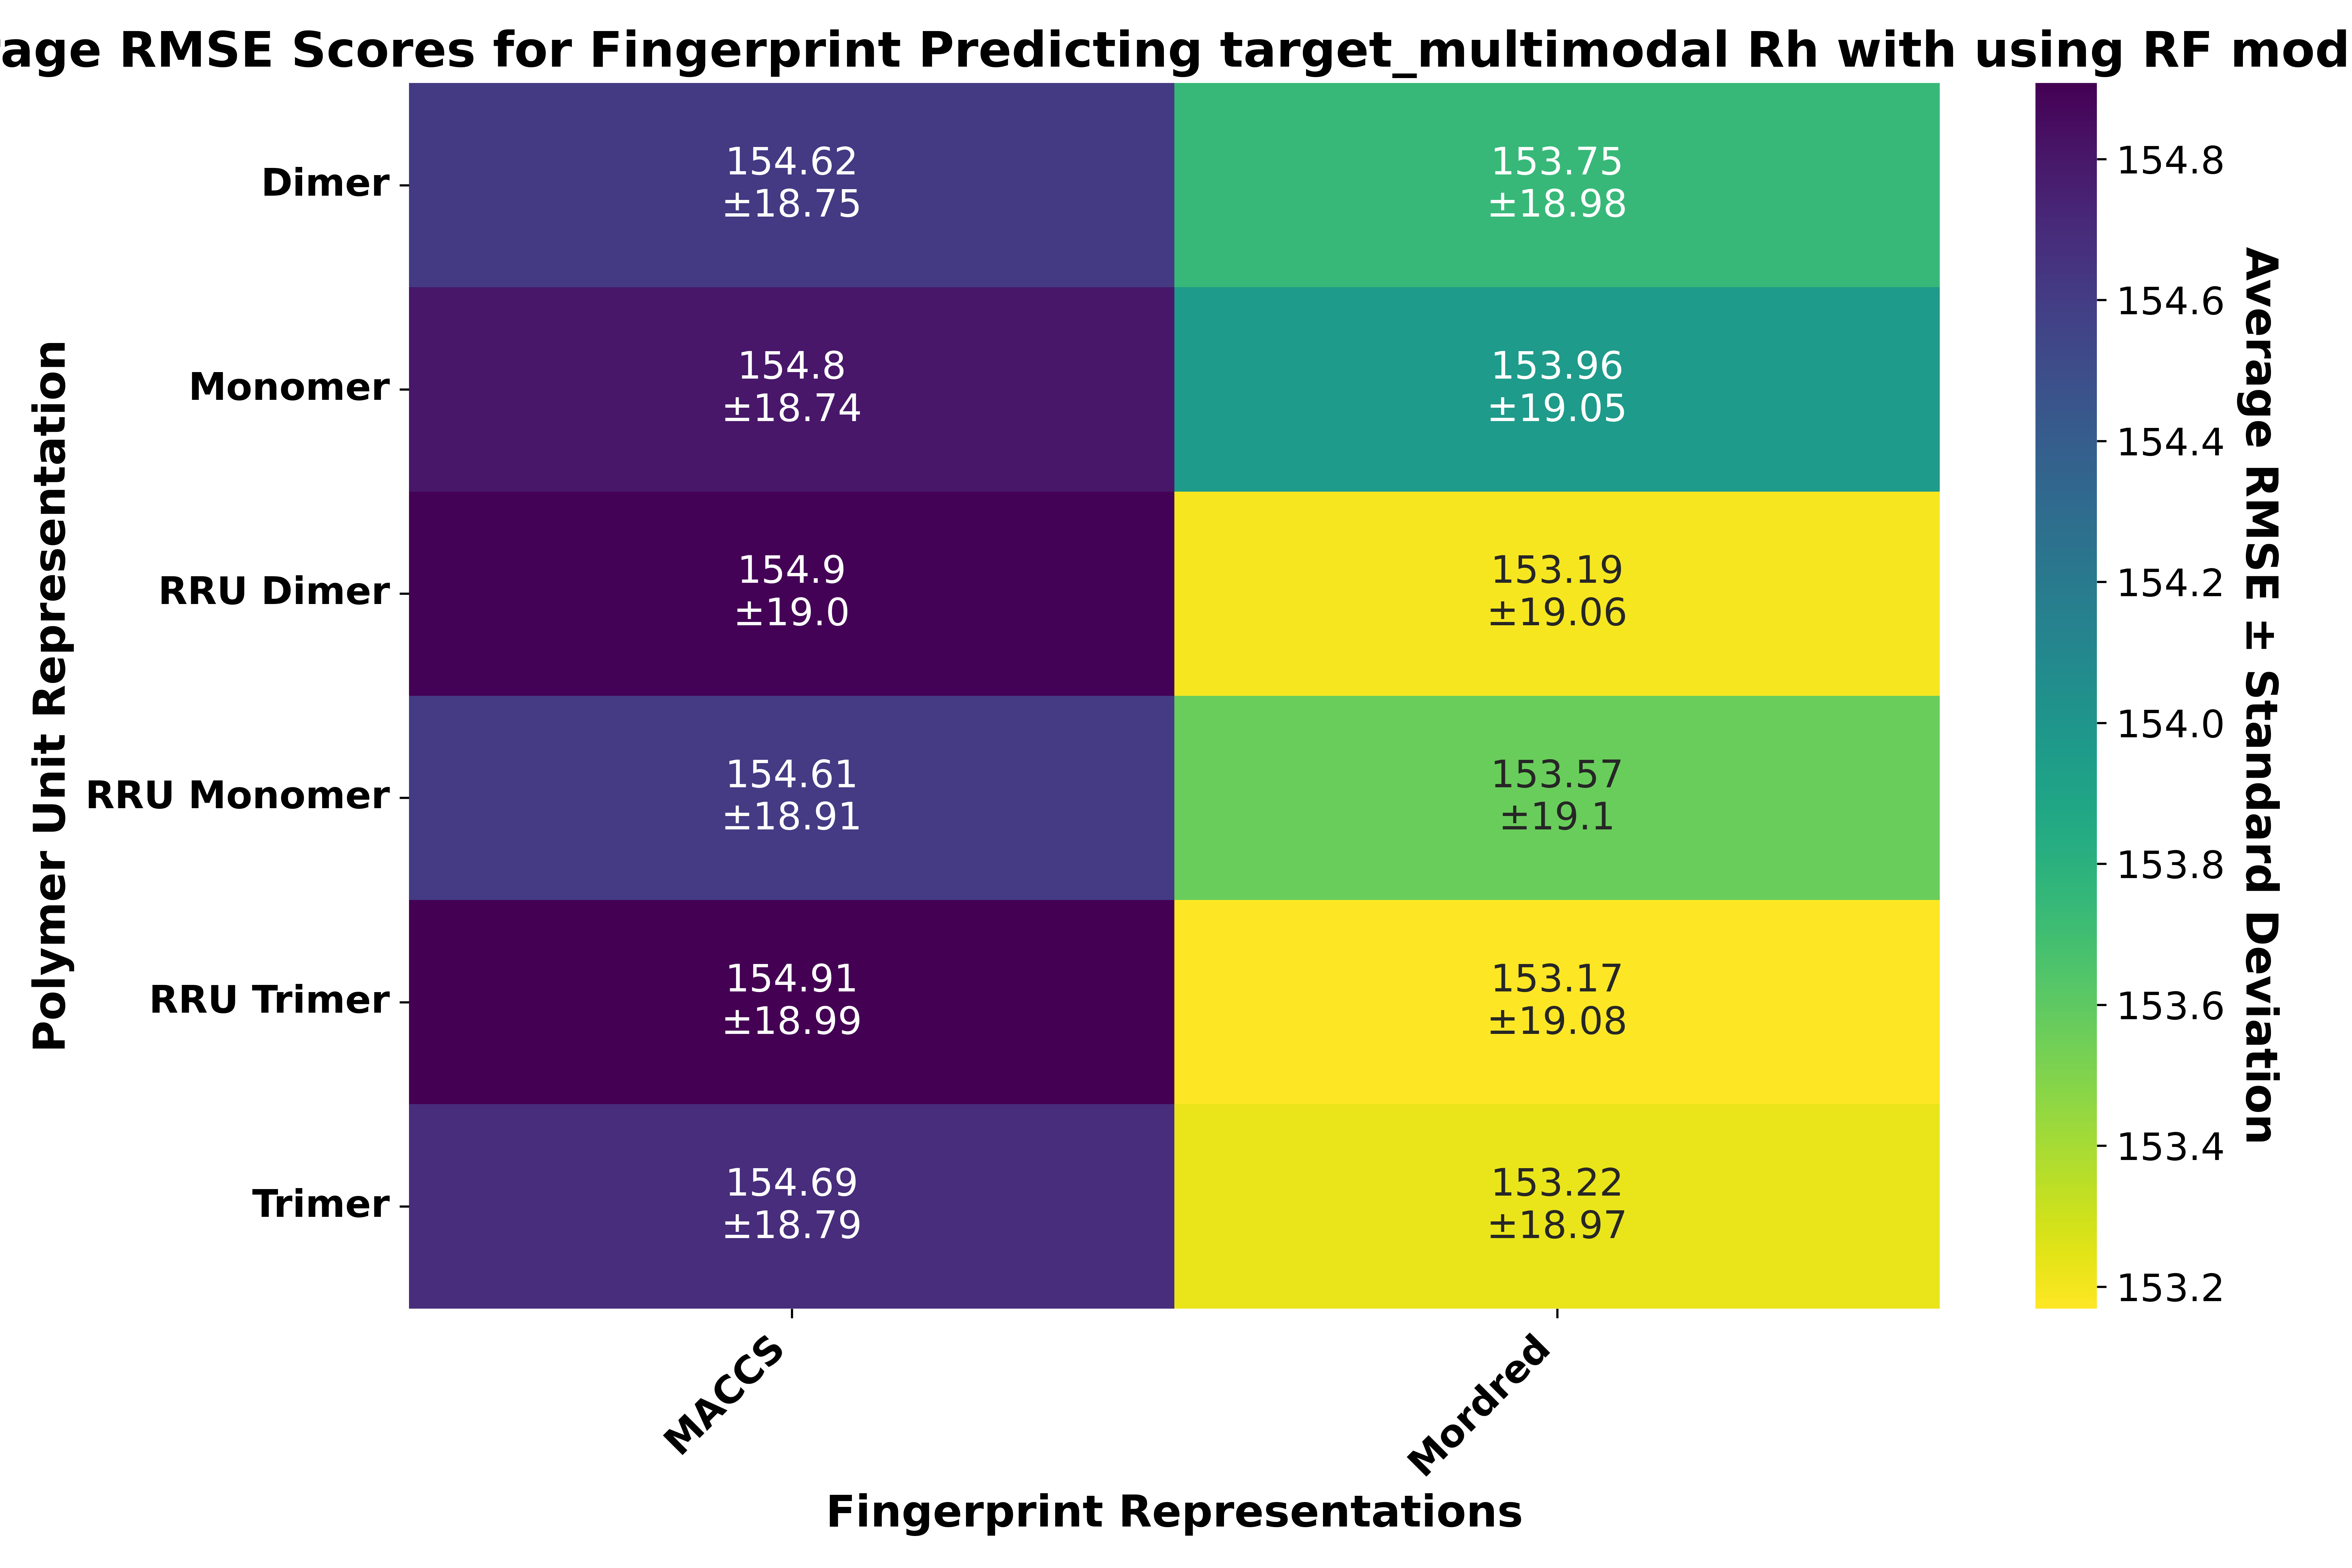 age RMSE Scores for Fingerprint Predicting target_multimodal Rh with using RF mod
Polymer Unit Representation
Dimer
Monomer
RRU Dimer
RRU Monomer
RRU Trimer
Trimer
154.62
±18.75
153.75
±18.98
154.8
±18.74
153.96
±19.05
154.9
±19.0
153.19
±19.06
154.61
±18.91
153.57
±19.1
154.91
±18.99
153.17
±19.08
154.69
±18.79
153.22
±18.97
MACCS
Mordred
Fingerprint Representations
154.8
154.6
154.4
154.2
154.0
153.8
153.6
153.4
153.2
Average RMSE ± Standard Deviation